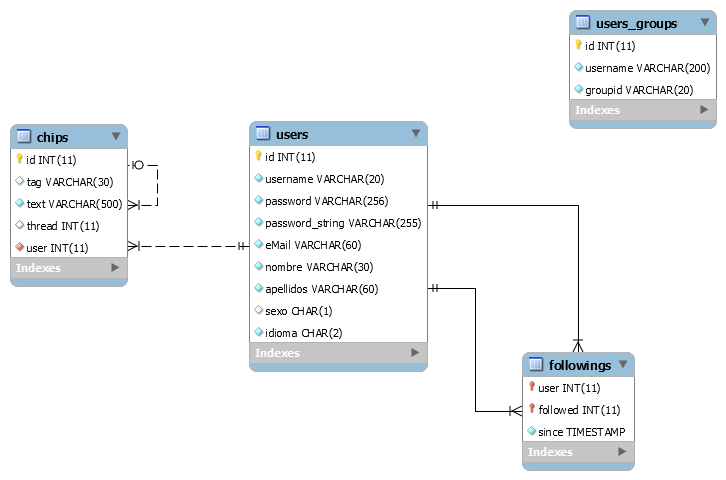 users_groups
id INT(11)
username VARCHAR(200)
groupid VARCHAR(20)
Indexes
chips
id INT(11)
tag VARCHAR(30)
text VARCHAR(500)
thread INT(11)
user INT(11)
Indexes
users
id INT(11)
username VARCHAR(20)
password VARCHAR(256)
password_string VARCHAR(255)
eMail VARCHAR(60)
nombre VARCHAR(30)
apellidos VARCHAR(60)
sexo CHAR(1)
idioma CHAR(2)
Indexes
followings
user INT(11)
followed INT(11)
since TIMESTAMP
Indexes